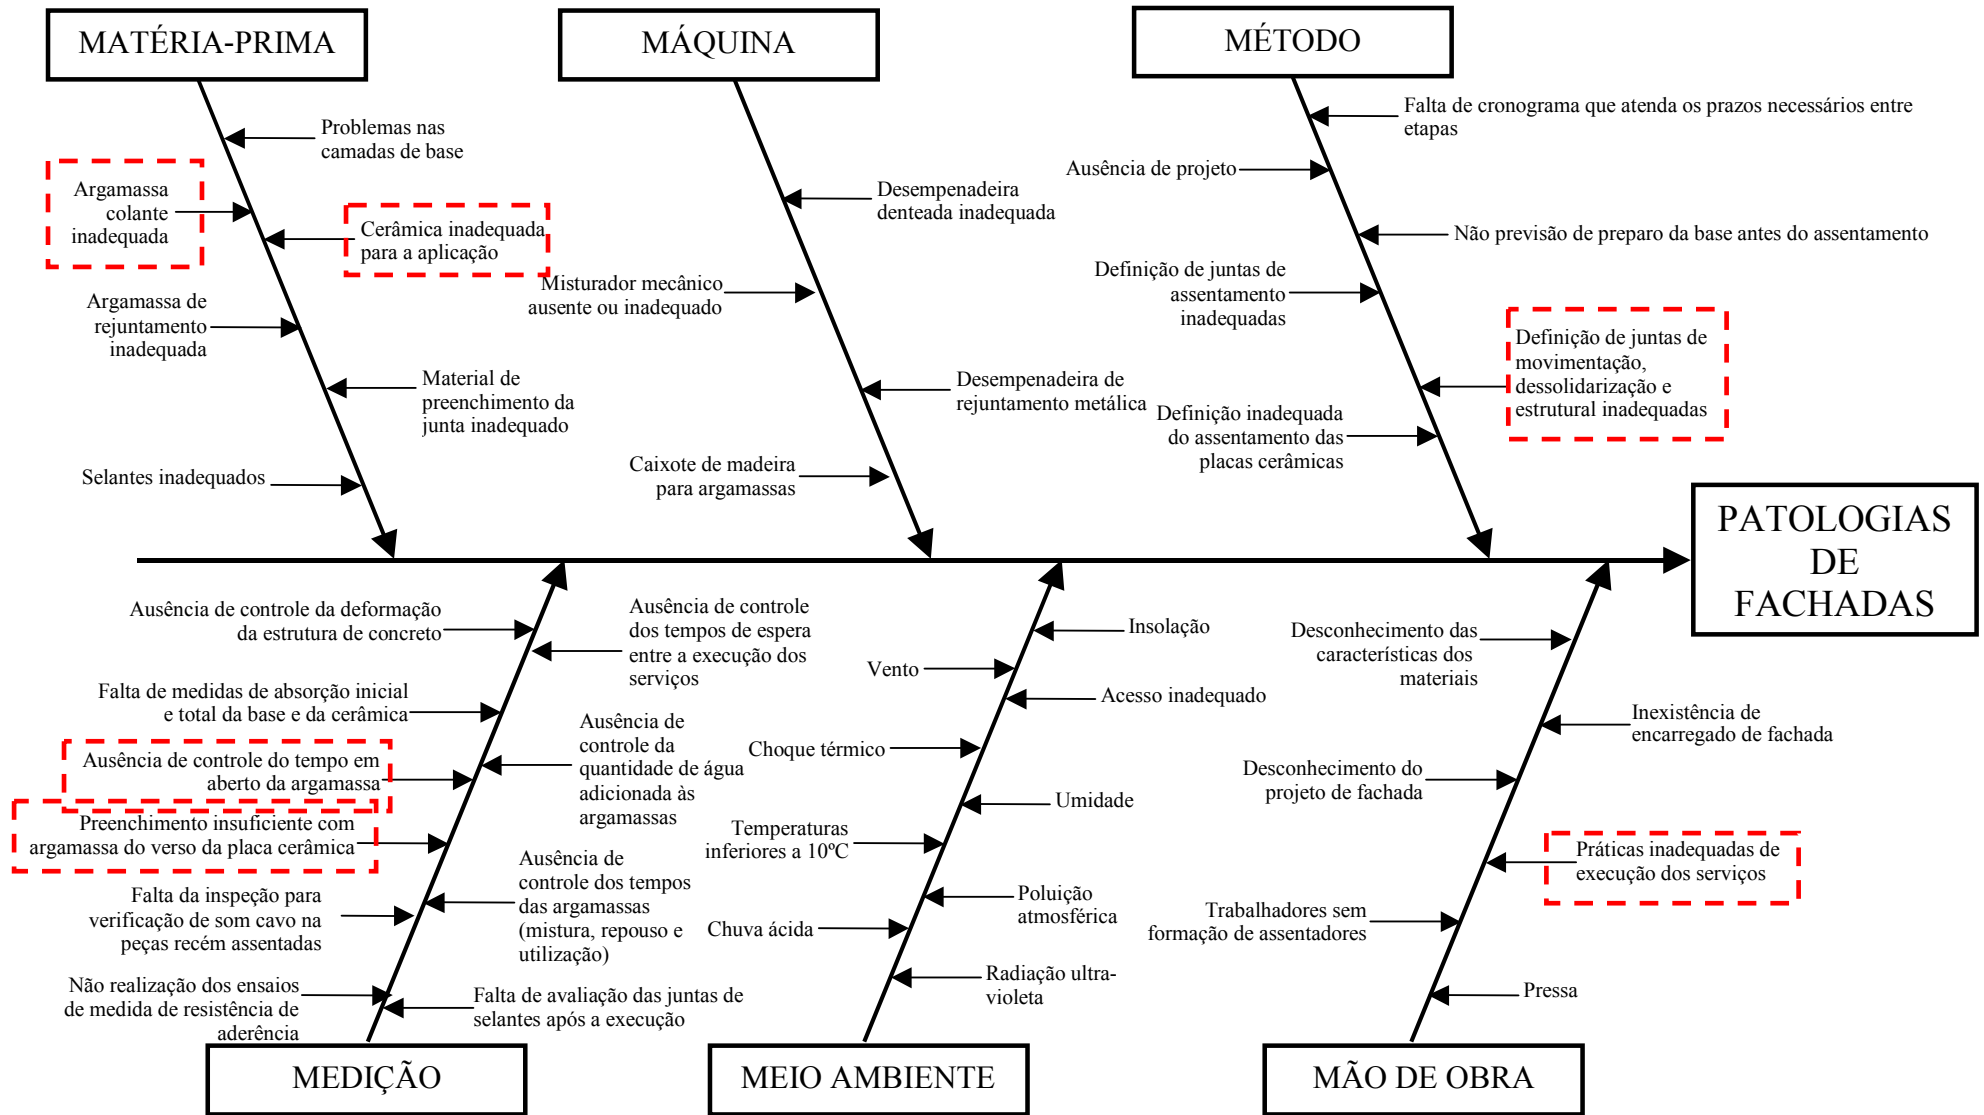 MATÉRIA-PRIMA
MÁQUINA
MÉTODO
Problemas nas
camadas de base
Argamassa
colante
inadequada
Cerâmica inadequada
para a aplicação
Argamassa de
rejuntamento
inadequada
Material de
preenchimento da
junta inadequado
Selantes inadequados
Desempenadeira
denteada inadequada
Misturador mecânico
ausente ou inadequado
Desempenadeira de
rejuntamento metálica
Caixote de madeira
para argamassas
Falta de cronograma que atenda os prazos necessários entre
etapas
Ausência de projeto
Não previsão de preparo da base antes do assentamento
Definição de juntas de
assentamento
inadequadas
Definição de juntas de
movimentação,
dessolidarização e
estrutural inadequadas
Definição inadequada
do assentamento das
placas cerâmicas
PATOLOGIAS
DE
FACHADAS
Ausência de controle da deformação
da estrutura de concreto
Ausência de controle
dos tempos de espera
entre a execução dos
serviços
Falta de medidas de absorção inicial
e total da base e da cerâmica
Ausência de
controle da
quantidade de água
adicionada às
argamassas
Ausência de controle do tempo em
aberto da argamassa
Preenchimento insuficiente com
argamassa do verso da placa cerâmica
Ausência de
controle dos tempos
das argamassas
(mistura, repouso e
utilização)
Falta da inspeção para
verificação de som cavo na
peças recém assentadas
Não realização dos ensaios
de medida de resistência de
aderência
Falta de avaliação das juntas de
selantes após a execução
Insolação
Vento
Acesso inadequado
Choque térmico
Umidade
Temperaturas
inferiores a 10ºC
Poluição
atmosférica
Chuva ácida
Radiação ultra-
violeta
Desconhecimento das
características dos
materiais
Inexistência de
encarregado de fachada
Desconhecimento do
projeto de fachada
Práticas inadequadas de
execução dos serviços
Trabalhadores sem
formação de assentadores
Pressa
MEDIÇÃO
MEIO AMBIENTE
MÃO DE OBRA